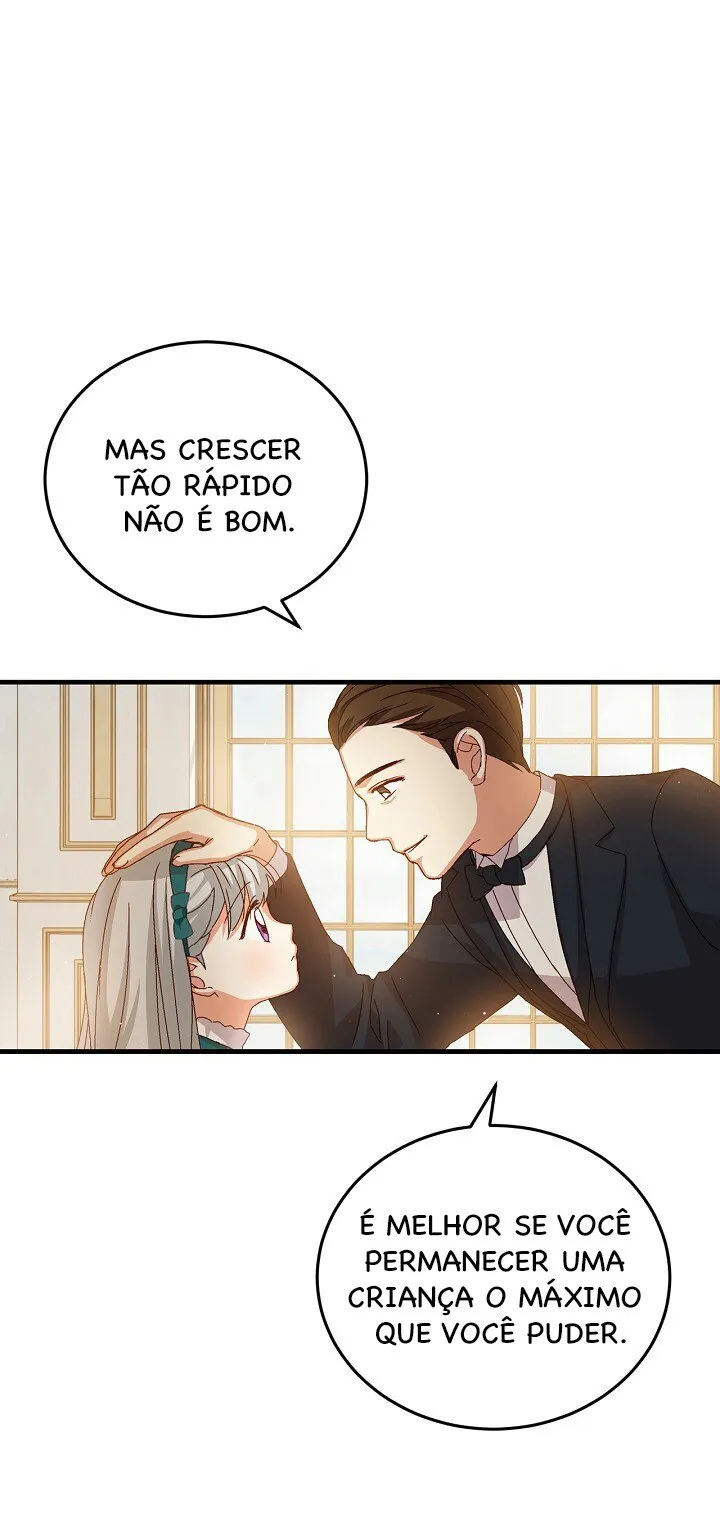 MAS CRESCER
TÃO RÁPIDO
NÃO É BOM.
É MELHOR SE VOCÊ
PERMANECER UMA
CRIANÇA O MÁXIMO
QUE VOCÊ PUDER.